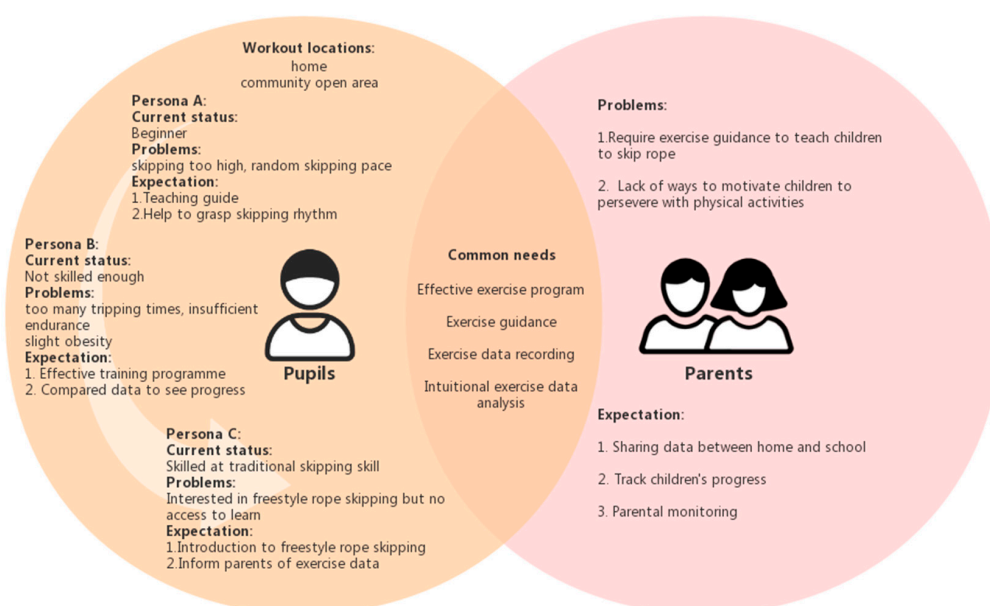 Workout locations:
home
community open area
Persona A:
Current status:
Beginner
Problems:
skipping too high, random skipping pace
Expectation:
1.Teaching guide
2.Help to grasp skipping rhythm
Persona B:
Current status:
Not skilled enough
Problems:
too many tripping times, insufficient
endurance
slight obesity
Expectation:
1. Effective training programme
2. Compared data to see progress
Pupils
Persona C:
Current status:
Skilled at traditional skipping skill
Problems:
Interested in freestyle rope skipping but no
access to learn
Expectation:
1.Introduction to freestyle rope skipping
2.Inform parents of exercise data
Common needs
Effective exercise program
Exercise guidance
Exercise data recording
Intuitional exercise data
analysis
Problems:
1.Require exercise guidance to teach children
to skip rope
2. Lack of ways to motivate children to
persevere with physical activities
Parents
Expectation:
1. Sharing data between home and school
2. Track children's progress
3. Parental monitoring